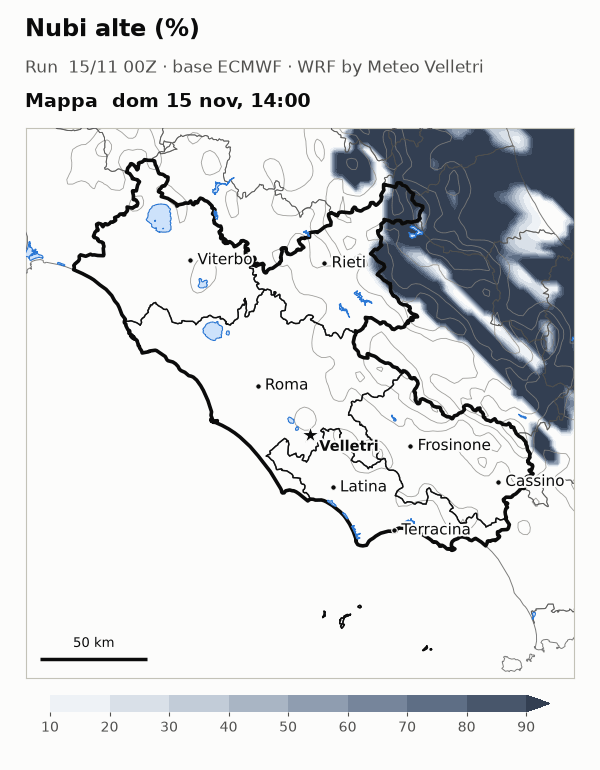 Nubi alte (%)
Run 15/11 00Z · base ECMWF · WRF by Meteo Velletri
Mappa dom 15 nov, 14:00
Viterbo
Rieti
Roma
Velletri
Frosinone
Latina
Cassino
Terracina
50 km
10 20 30 40 50 60 70 80 90